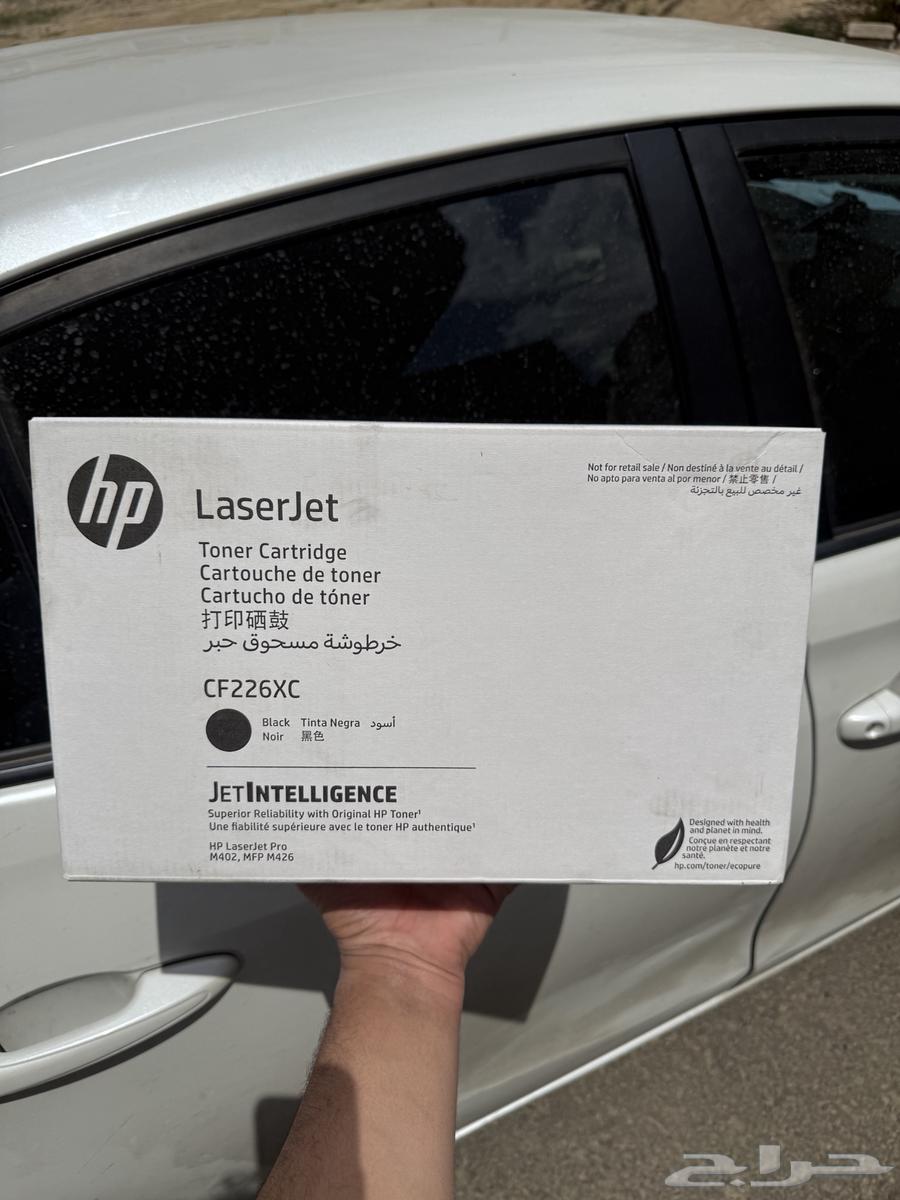 hp
LaserJet
Not for retail sale / Non destiné à la vente au détail /
No apto para venta al por menor / 禁止零售 /
غير مخصص للبيع بالتجزئة
Toner Cartridge
Cartouche de toner
Cartucho de tóner
打印硒鼓
خرطوشة مسحوق حبر
CF226XC
Black Tinta Negra أسود
Noir 黑色
JETINTELLIGENCE
Superior Reliability with Original HP Toner¹
Une fiabilité supérieure avec le toner HP authentique¹
HP LaserJet Pro
M402, MFP M426
Designed with health
and planet in mind.
Conçue en respectant
notre planète et notre
santé.
hp.com/toner/ecopure
حراج